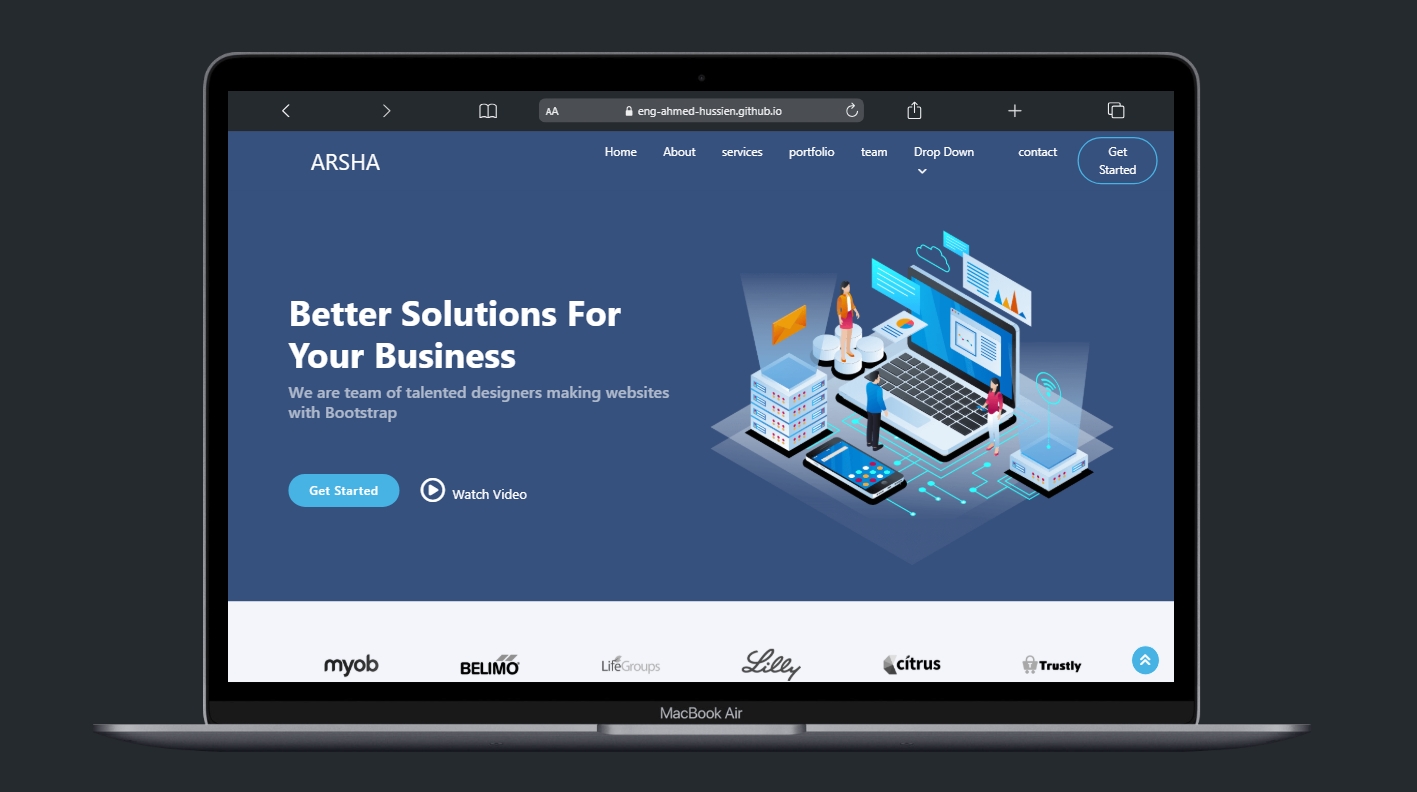 AA
eng-ahmed-hussien.github.io
ARSHA
Home
About
services
portfolio
team
Drop Down
contact
Get
Started
Better Solutions For
Your Business
We are team of talented designers making websites
with Bootstrap
Get Started
Watch Video
myob
BELIMO
LifeGroups
Lilly
citrus
Trustly
MacBook Air